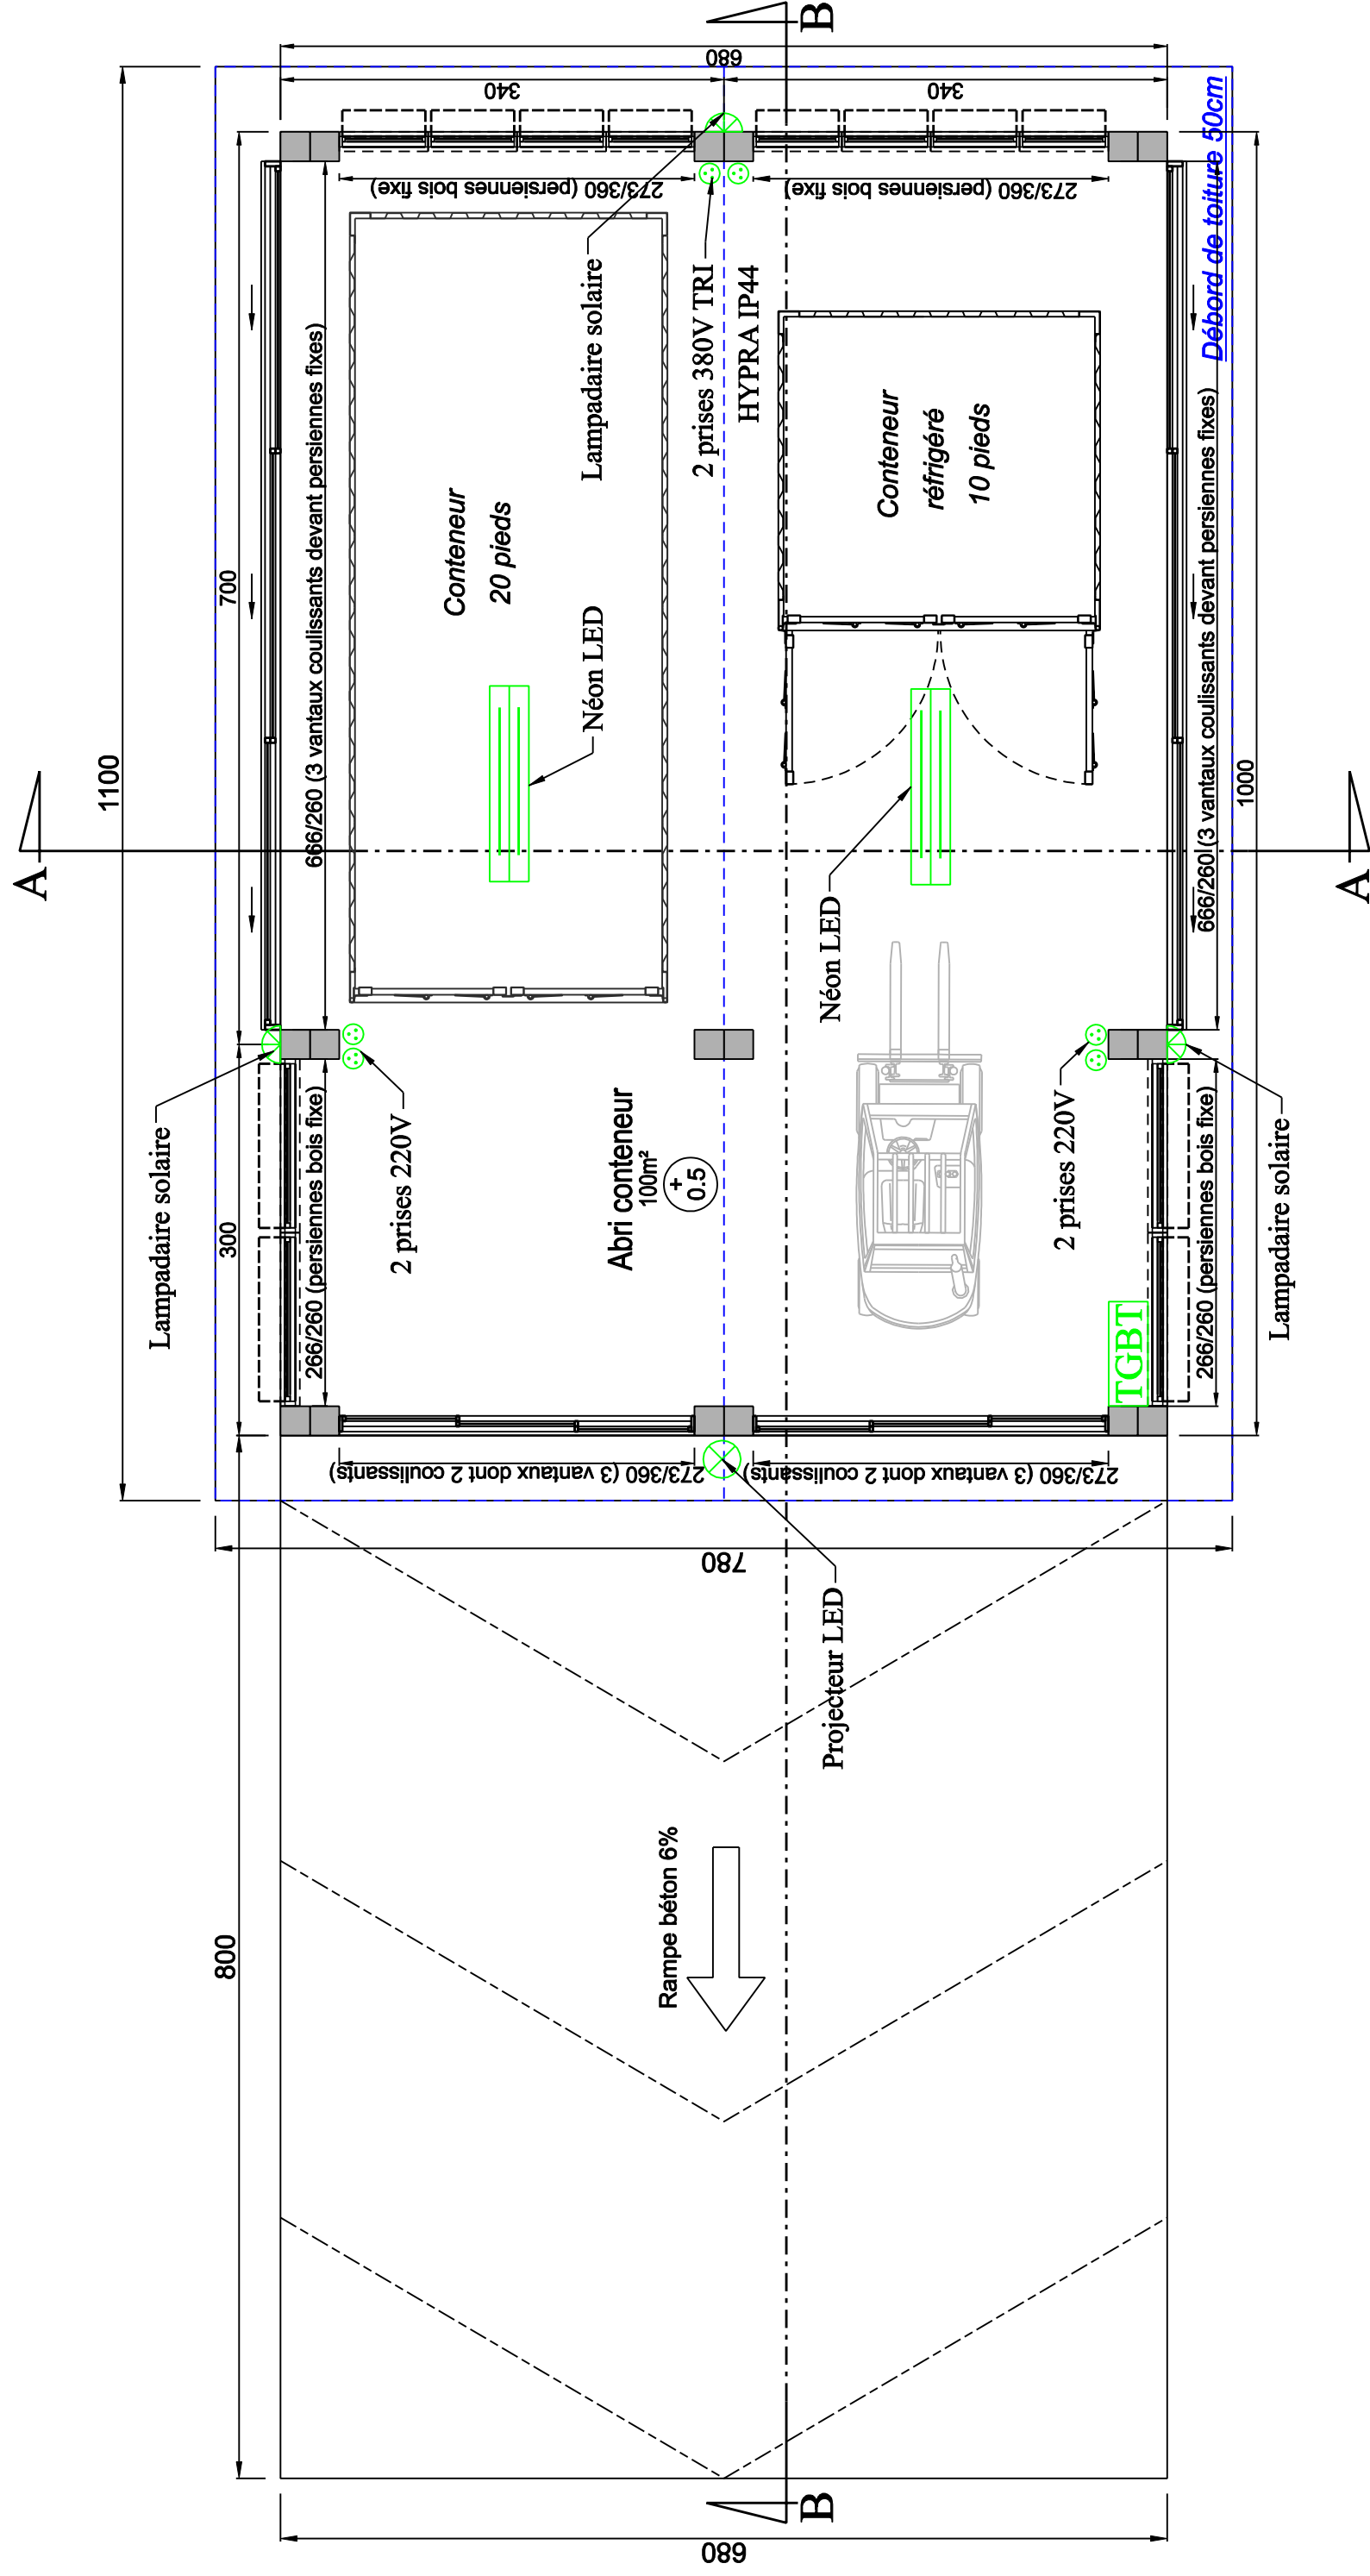 B
680
340
340
1100
Débord de toiture 50cm
273/360 (persiennes bois fixe)
273/360 (persiennes bois fixe)
700
666/260 (3 vantaux coulissants devant persiennes fixes)
Lampadaire solaire
2 prises 380V TRI
HYPRA IP44
Conteneur
20 pieds
Conteneur
réfrigéré
10 pieds
666/260 (3 vantaux coulissants devant persiennes fixes)
1000
Néon LED
Néon LED
A
A
Lampadaire solaire
2 prises 220V
266/260 (persiennes bois fixe)
300
Abri conteneur
100m²
+
0.5
2 prises 220V
266/260 (persiennes bois fixe)
Lampadaire solaire
TGBT
273/360 (3 vantaux dont 2 coulissants)
273/360 (3 vantaux dont 2 coulissants)
780
Projecteur LED
800
Rampe béton 6%
B
680